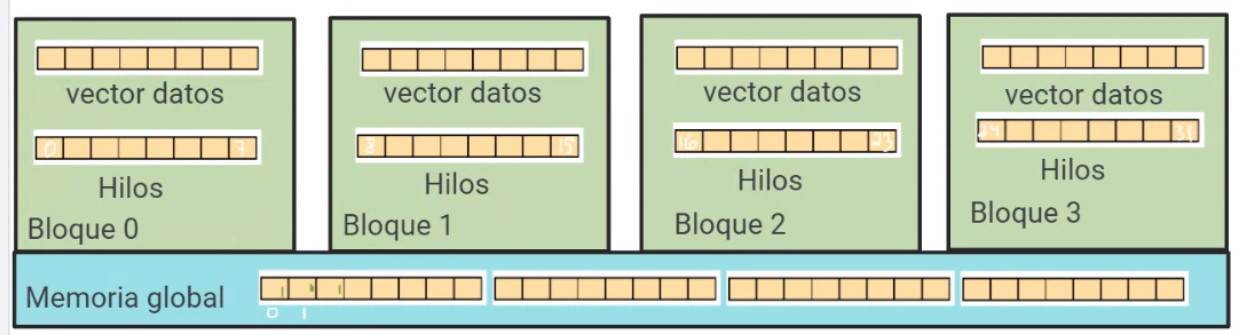 vector datos
0 7
Hilos
Bloque 0
vector datos
8 15
Hilos
Bloque 1
vector datos
16 23
Hilos
Bloque 2
vector datos
24 31
Hilos
Bloque 3
Memoria global
0 1